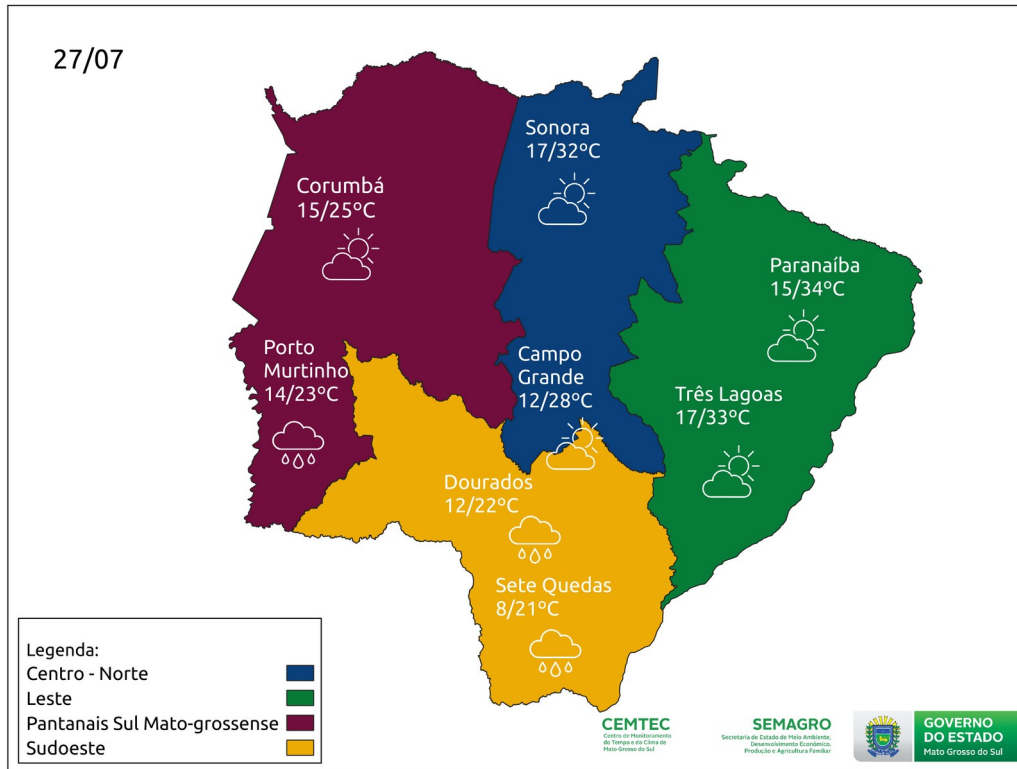 27/07
Sonora
17/32ºC
Corumbá
15/25ºC
Paranaíba
15/34ºC
Porto
Murtinho
14/23ºC
Campo
Grande
12/28ºC
Três Lagoas
17/33ºC
Dourados
12/22ºC
Sete Quedas
8/21ºC
Legenda:
Centro - Norte
Leste
Pantanais Sul Mato-grossense
Sudoeste
CEMTEC
Centro de Monitoramento
do Tempo e do Clima de
Mato Grosso do Sul
SEMAGRO
Secretaria de Estado de Meio Ambiente,
Desenvolvimento Econômico,
Produção e Agricultura Familiar
GOVERNO
DO ESTADO
Mato Grosso do Sul